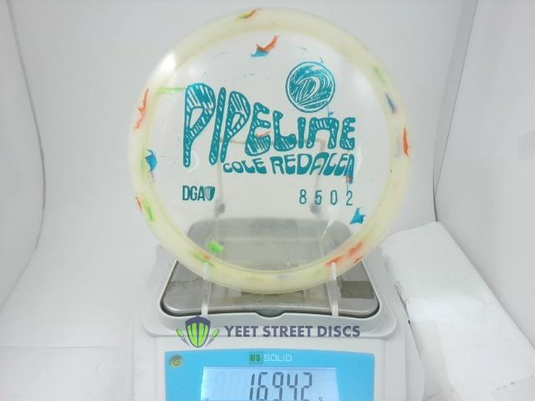 PIPELINE
COLE REDALEN
DGA
8502
YEET STREET DISCS
US SOLID
169.42 g